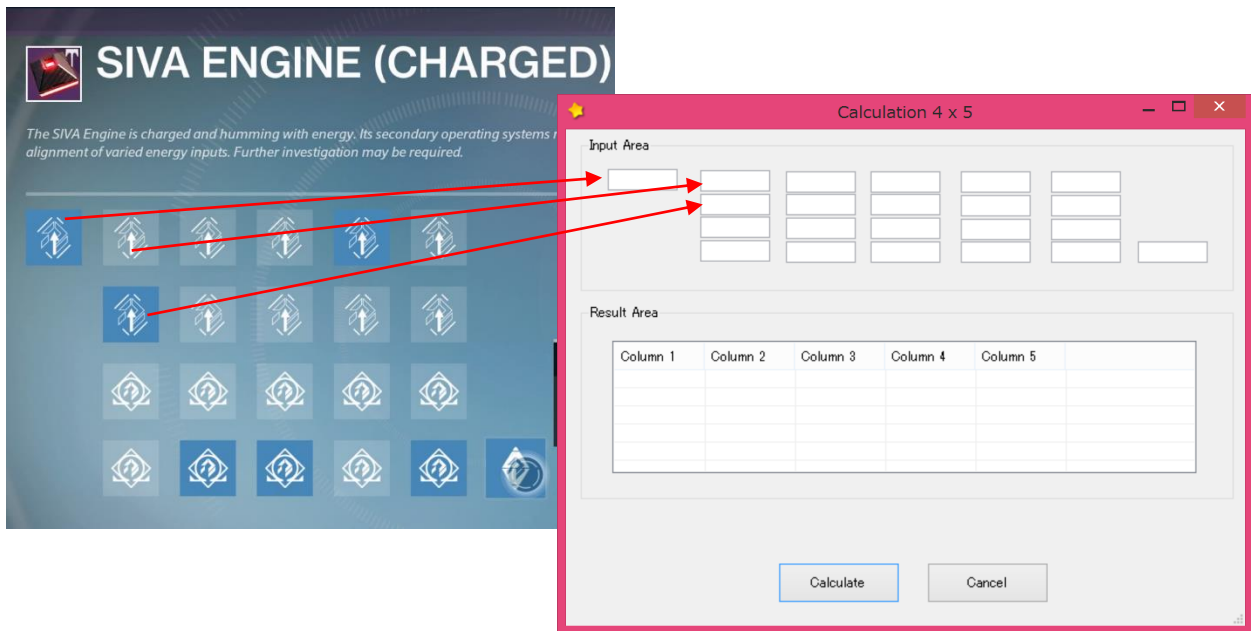 SIVA ENGINE (CHARGED)
The SIVA Engine is charged and humming with energy. Its secondary operating systems
alignment of varied energy inputs. Further investigation may be required.
Calculation 4 x 5
Input Area
Result Area
Column 1 Column 2 Column 3 Column 4 Column 5
Calculate Cancel